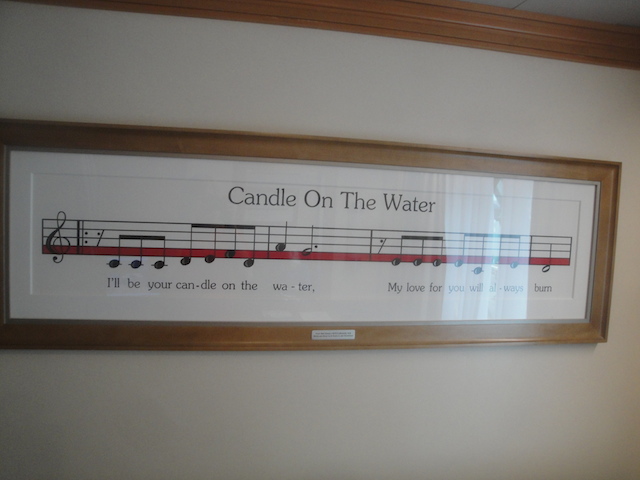 Candle On The Water
I'll be your can-dle on the wa-ter, My love for you will al-ways burn